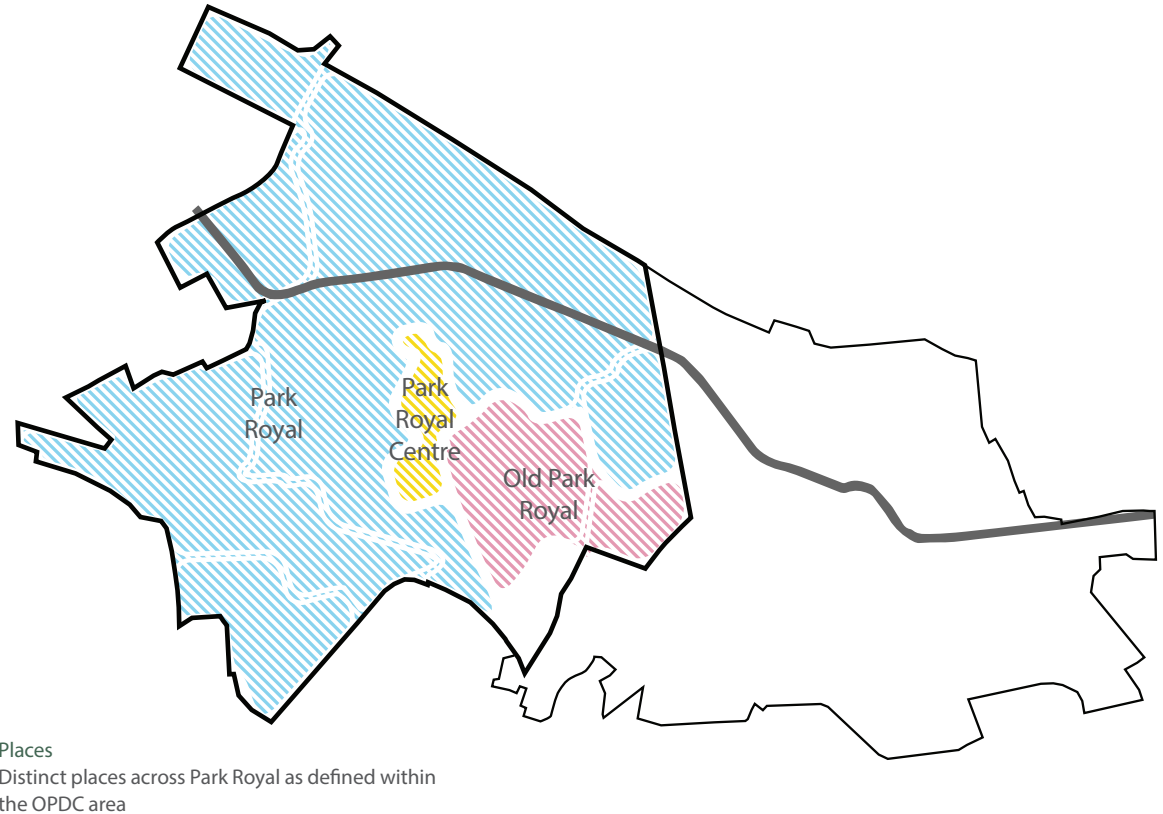 Park
Royal
Park
Royal
Centre
Old Park
Royal
Places
Distinct places across Park Royal as defined within
the OPDC area